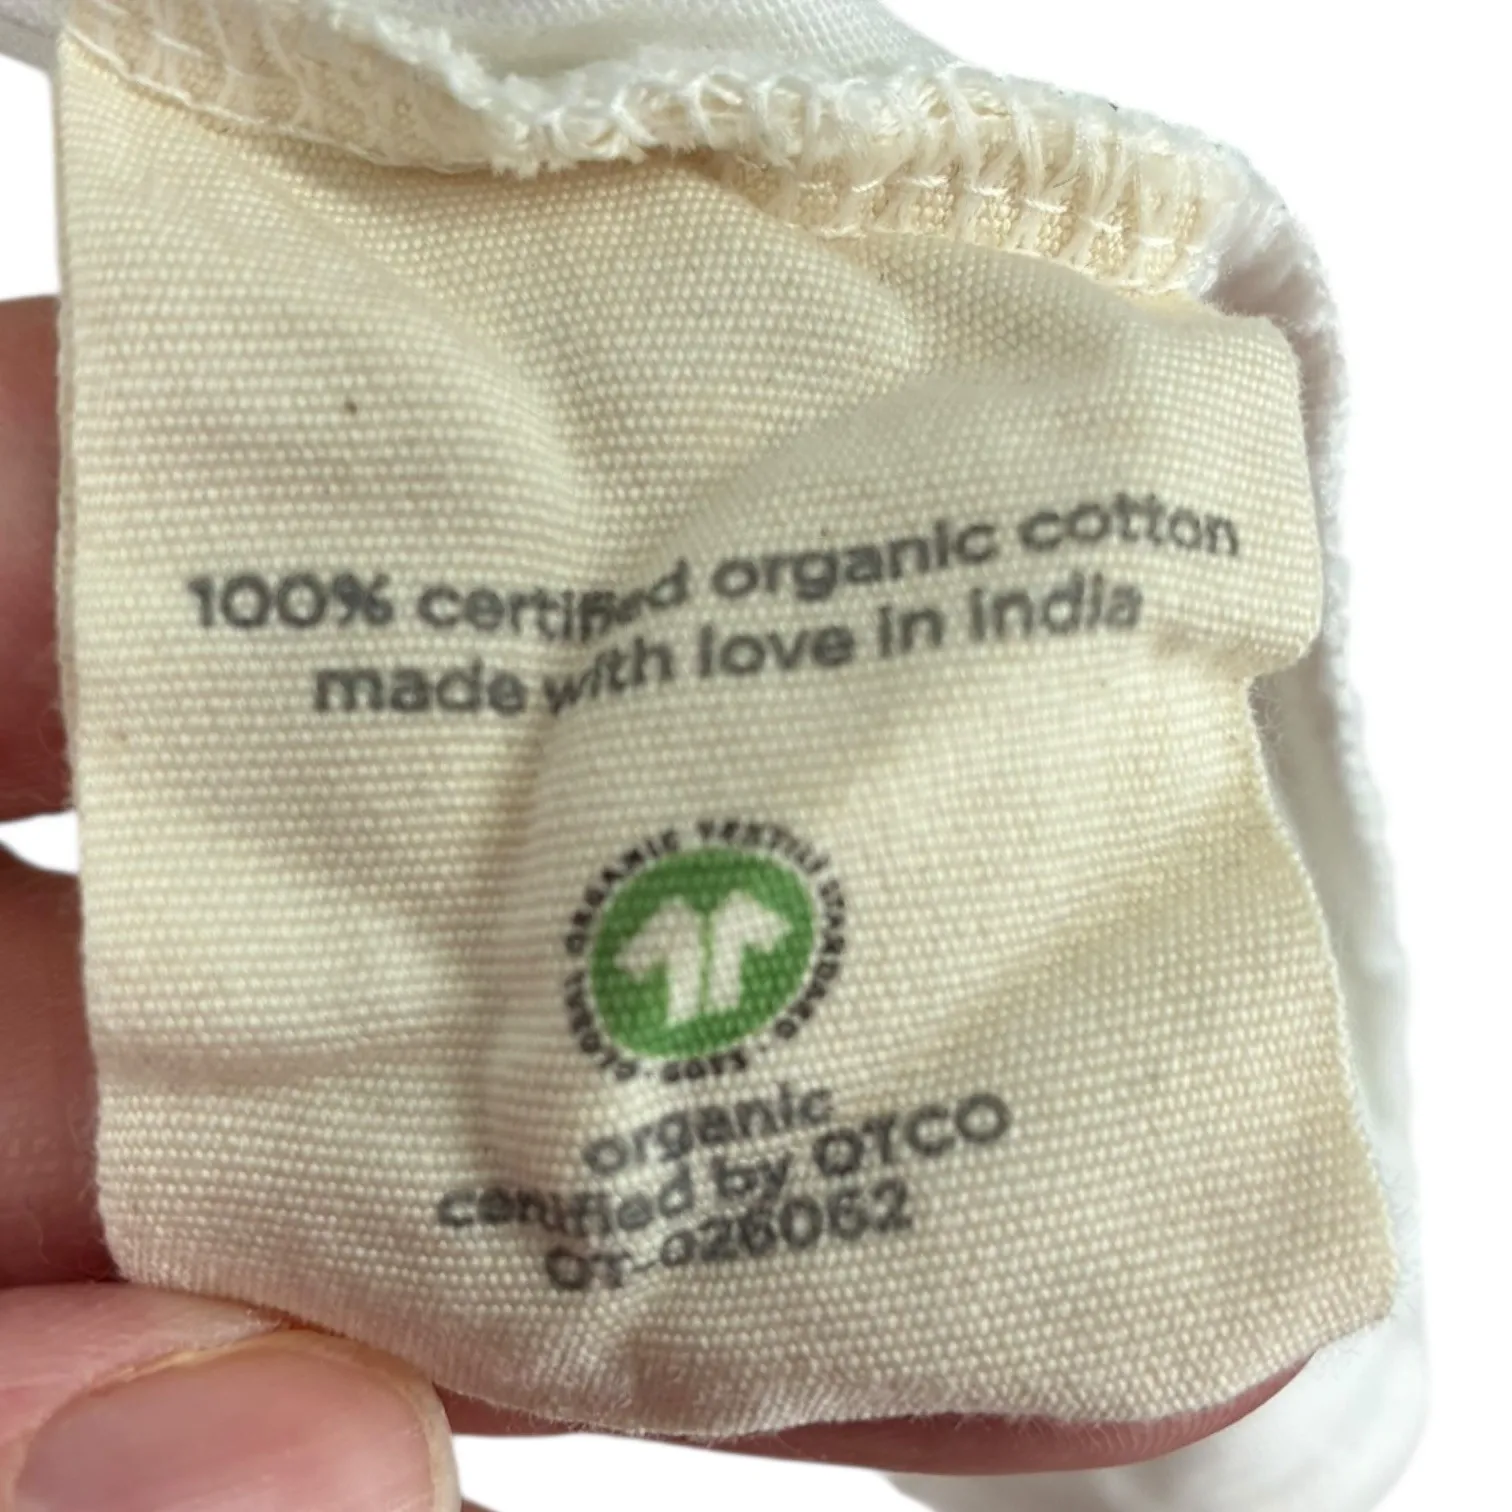 100% certified organic cotton
made with love in india
GLOBAL ORGANIC TEXTILE STANDARD · GOTS ·
organic
certified by OTCO
OT-026062